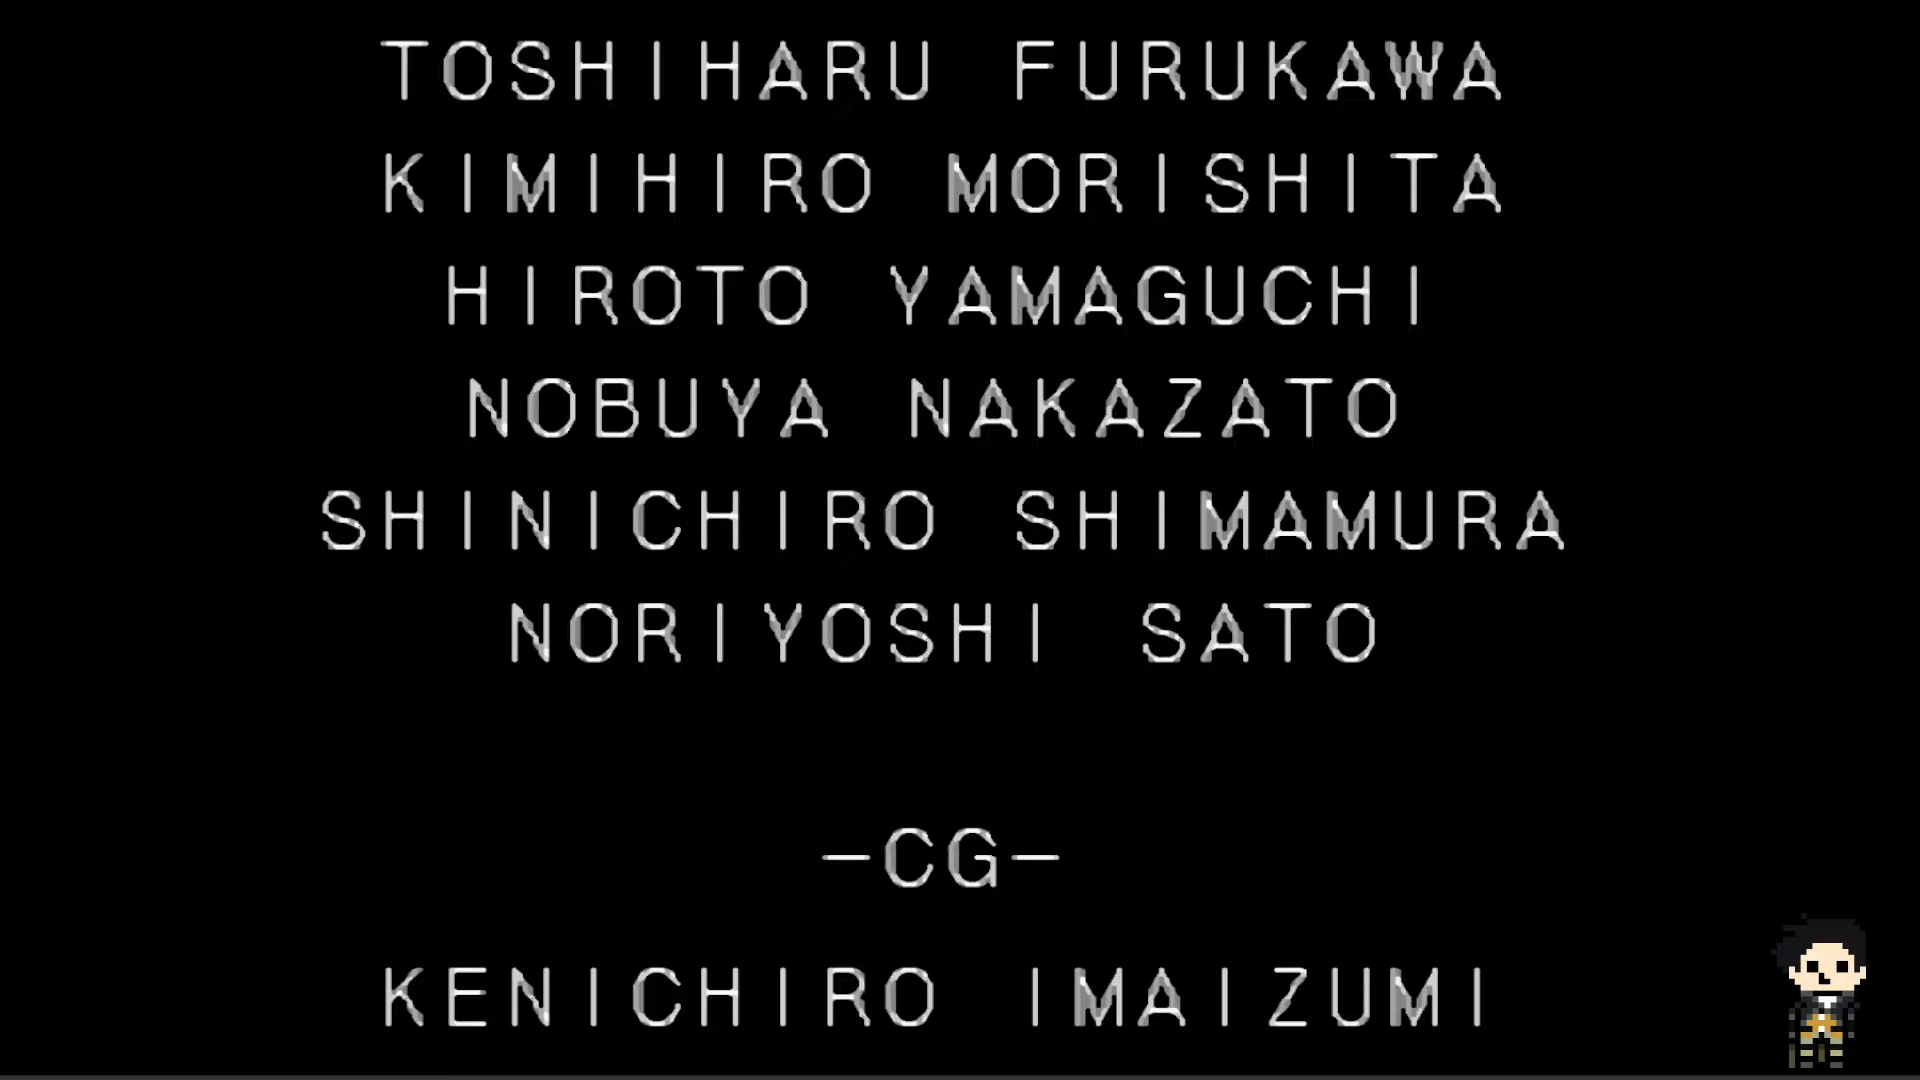 TOSHIHARU FURUKAWA
KIMIHIRO MORISHITA
HIROTO YAMAGUCHI
NOBUYA NAKAZATO
SHINICHIRO SHIMAMURA
NORIYOSHI SATO
-CG-
KENICHIRO IMAIZUMI